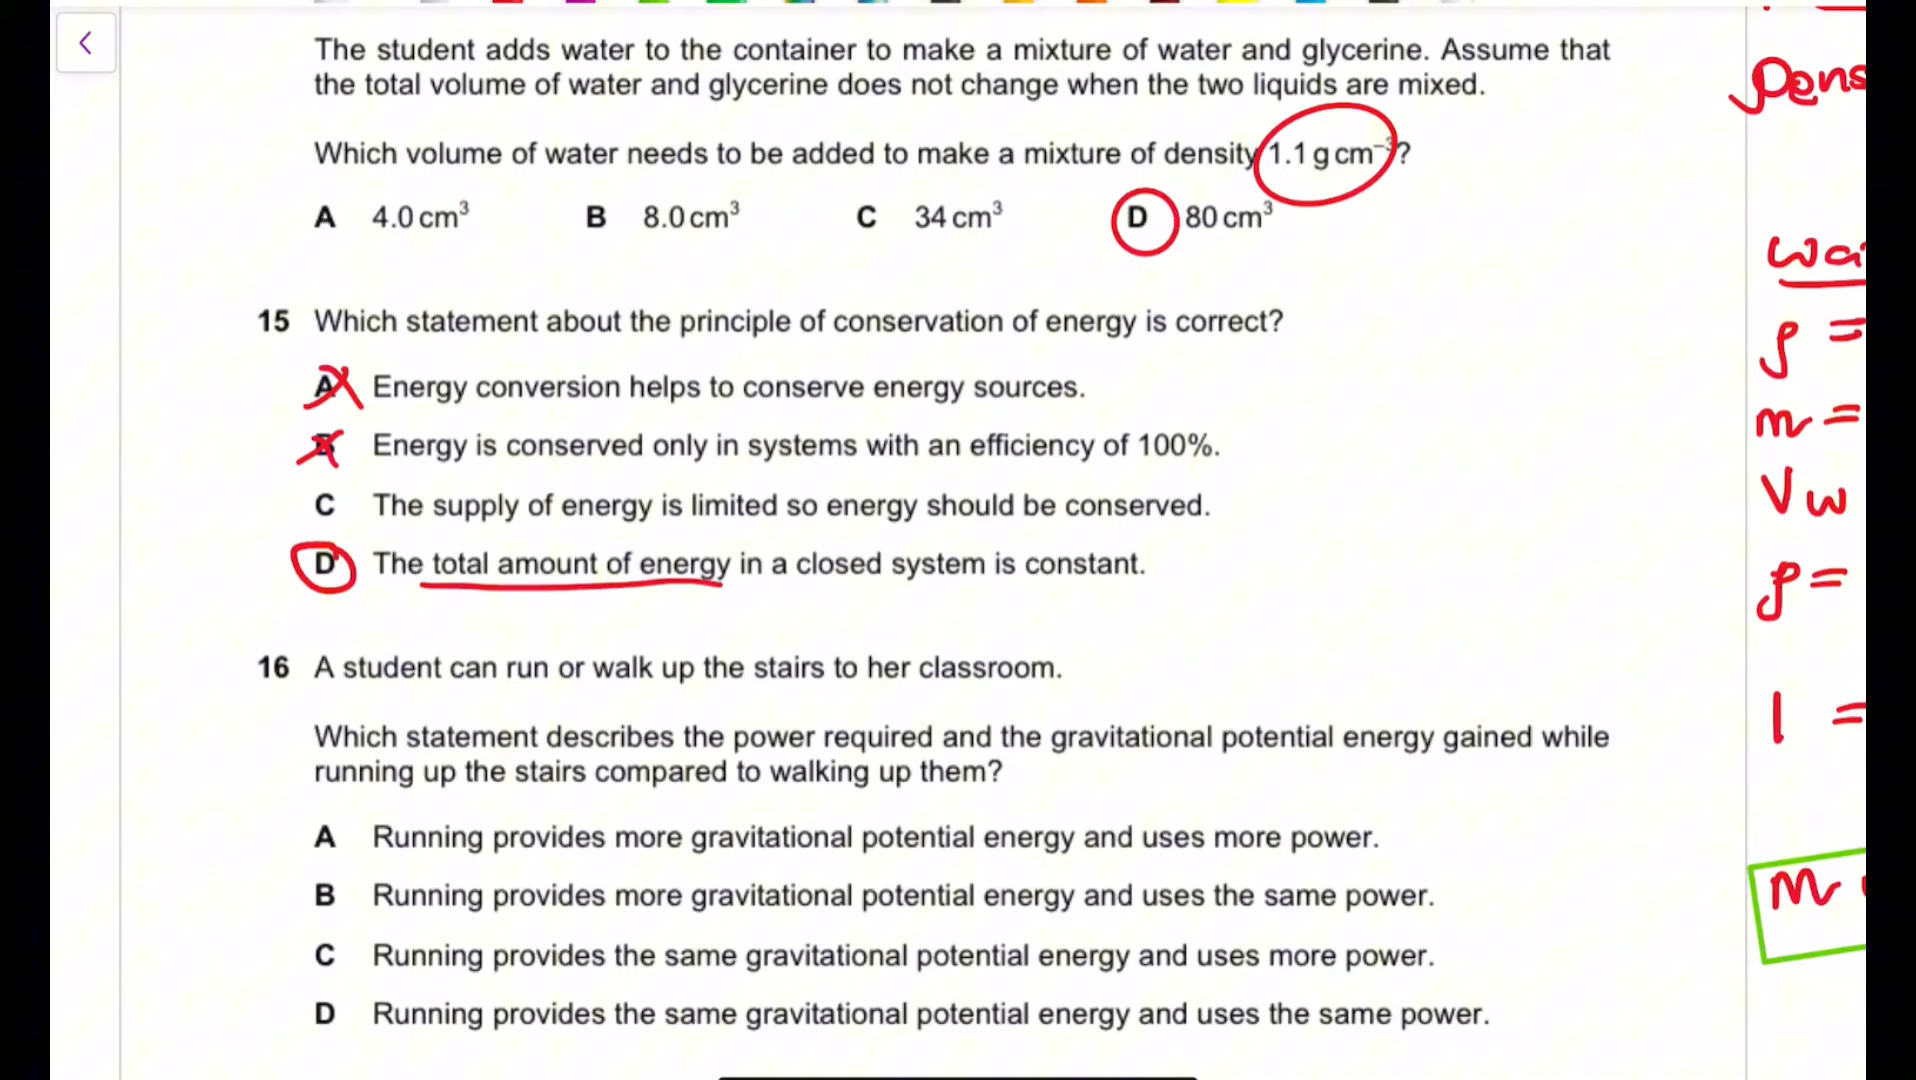 The student adds water to the container to make a mixture of water and glycerine. Assume that
the total volume of water and glycerine does not change when the two liquids are mixed.
Dens
Which volume of water needs to be added to make a mixture of density 1.1 g cm⁻³?
A 4.0 cm³ B 8.0 cm³ C 34 cm³ D 80 cm³
wa
15 Which statement about the principle of conservation of energy is correct?
ρ =
A Energy conversion helps to conserve energy sources.
m =
B Energy is conserved only in systems with an efficiency of 100%.
C The supply of energy is limited so energy should be conserved.
Vw
D The total amount of energy in a closed system is constant.
ρ =
16 A student can run or walk up the stairs to her classroom.
1 =
Which statement describes the power required and the gravitational potential energy gained while
running up the stairs compared to walking up them?
A Running provides more gravitational potential energy and uses more power.
m
B Running provides more gravitational potential energy and uses the same power.
C Running provides the same gravitational potential energy and uses more power.
D Running provides the same gravitational potential energy and uses the same power.